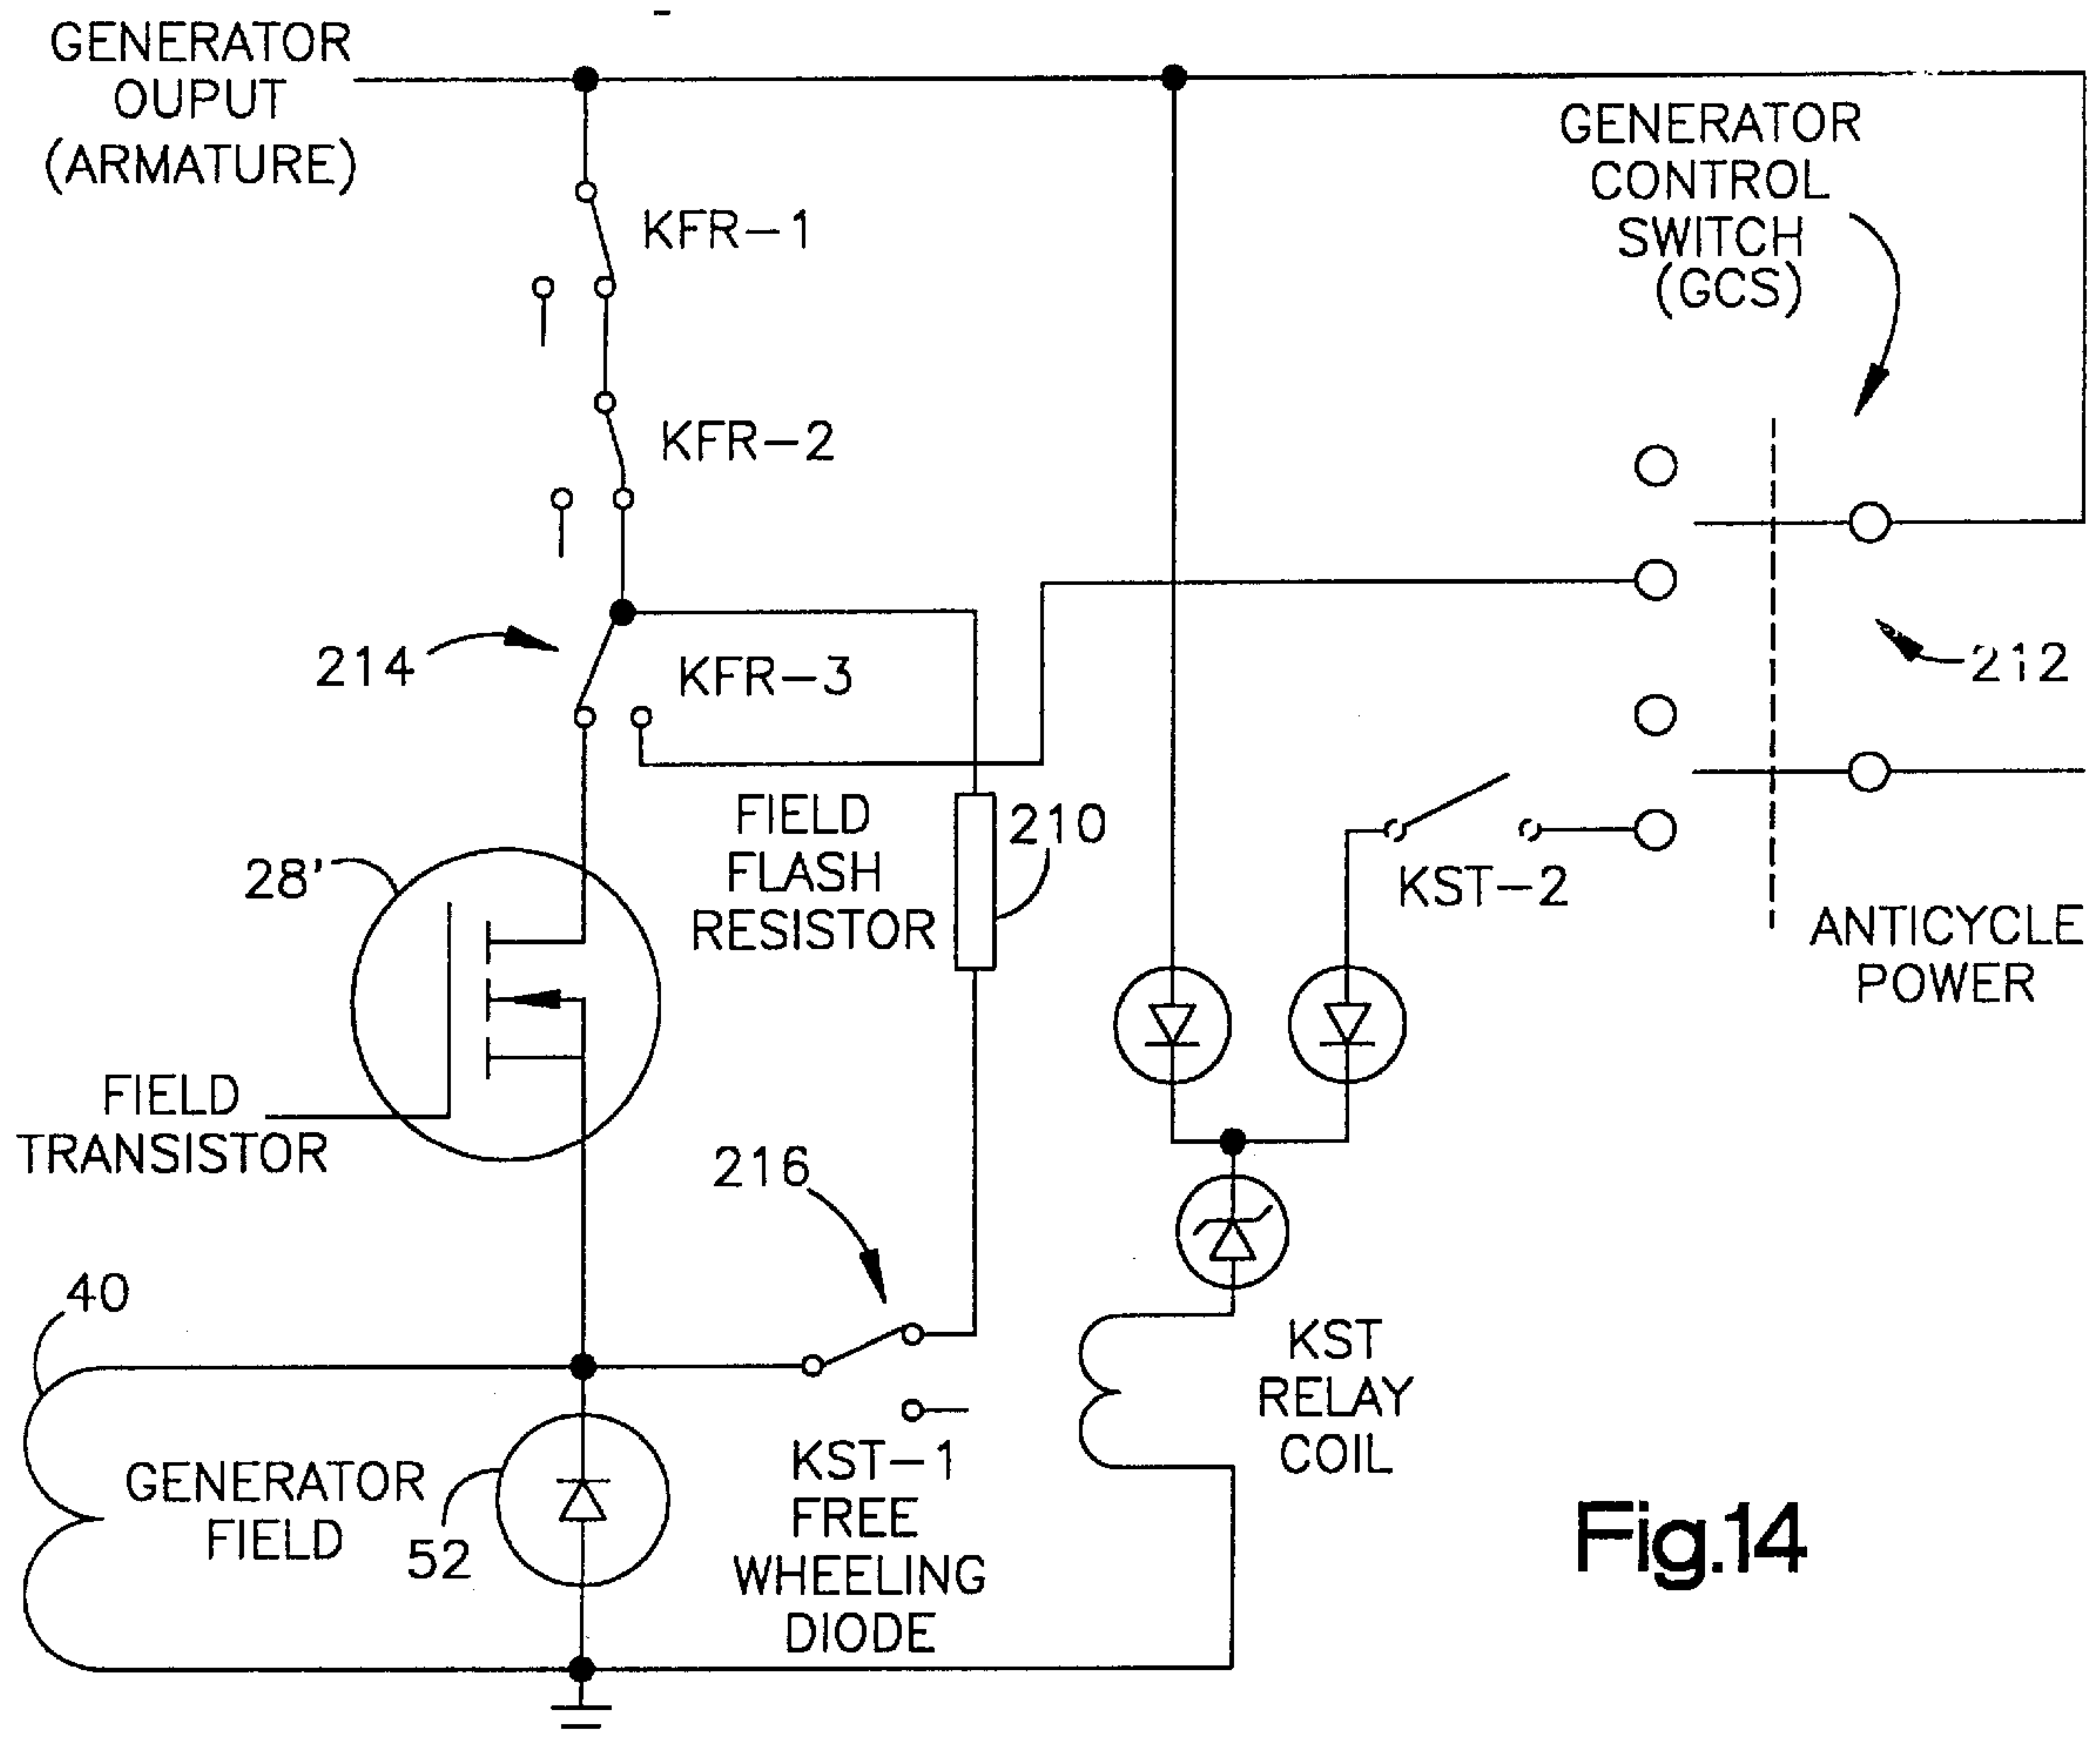 GENERATOR
OUPUT
(ARMATURE)
KFR-1
GENERATOR
CONTROL
SWITCH
(GCS)
KFR-2
214
KFR-3
212
FIELD
FLASH
RESISTOR
210
28'
KST-2
ANTICYCLE
POWER
FIELD
TRANSISTOR
216
40
KST
RELAY
COIL
GENERATOR
FIELD
52
KST-1
FREE
WHEELING
DIODE
Fig.14